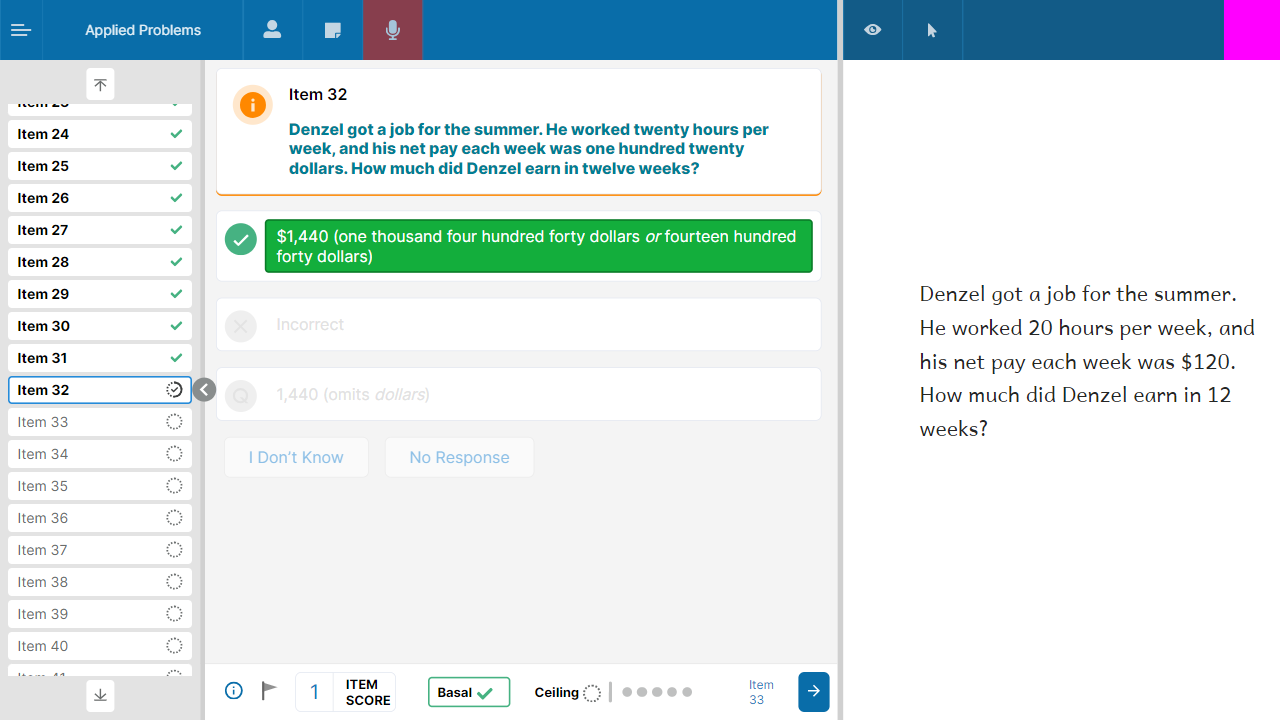 Applied Problems
Item 24
Item 25
Item 26
Item 27
Item 28
Item 29
Item 30
Item 31
Item 32
Item 33
Item 34
Item 35
Item 36
Item 37
Item 38
Item 39
Item 40
Item 32
Denzel got a job for the summer. He worked twenty hours per
week, and his net pay each week was one hundred twenty
dollars. How much did Denzel earn in twelve weeks?
$1,440 (one thousand four hundred forty dollars or fourteen hundred
forty dollars)
Incorrect
1,440 (omits dollars)
I Don't Know
No Response
1
ITEM
SCORE
Basal
Ceiling
Item
33
Denzel got a job for the summer.
He worked 20 hours per week, and
his net pay each week was $120.
How much did Denzel earn in 12
weeks?